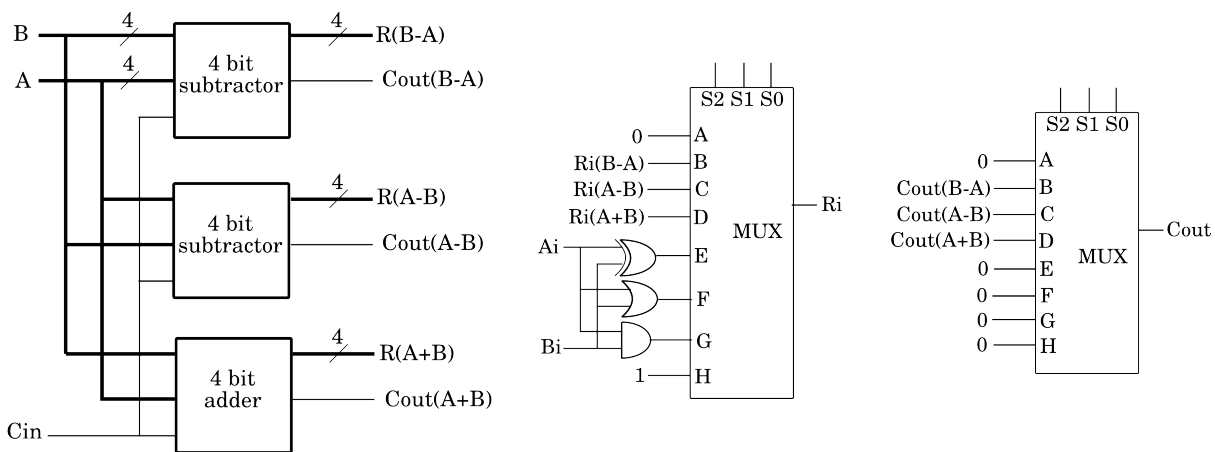 B
4
4 bit
subtractor
4
R(B-A)
A
4
Cout(B-A)
4 bit
subtractor
4
R(A-B)
Cout(A-B)
4 bit
adder
4
R(A+B)
Cout(A+B)
Cin
S2 S1 S0
0 A
Ri(B-A) B
Ri(A-B) C
Ri(A+B) D
Ai
E
F
Bi
G
1 H
MUX
Ri
S2 S1 S0
0 A
Cout(B-A) B
Cout(A-B) C
Cout(A+B) D
0 E
0 F
0 G
0 H
MUX
Cout